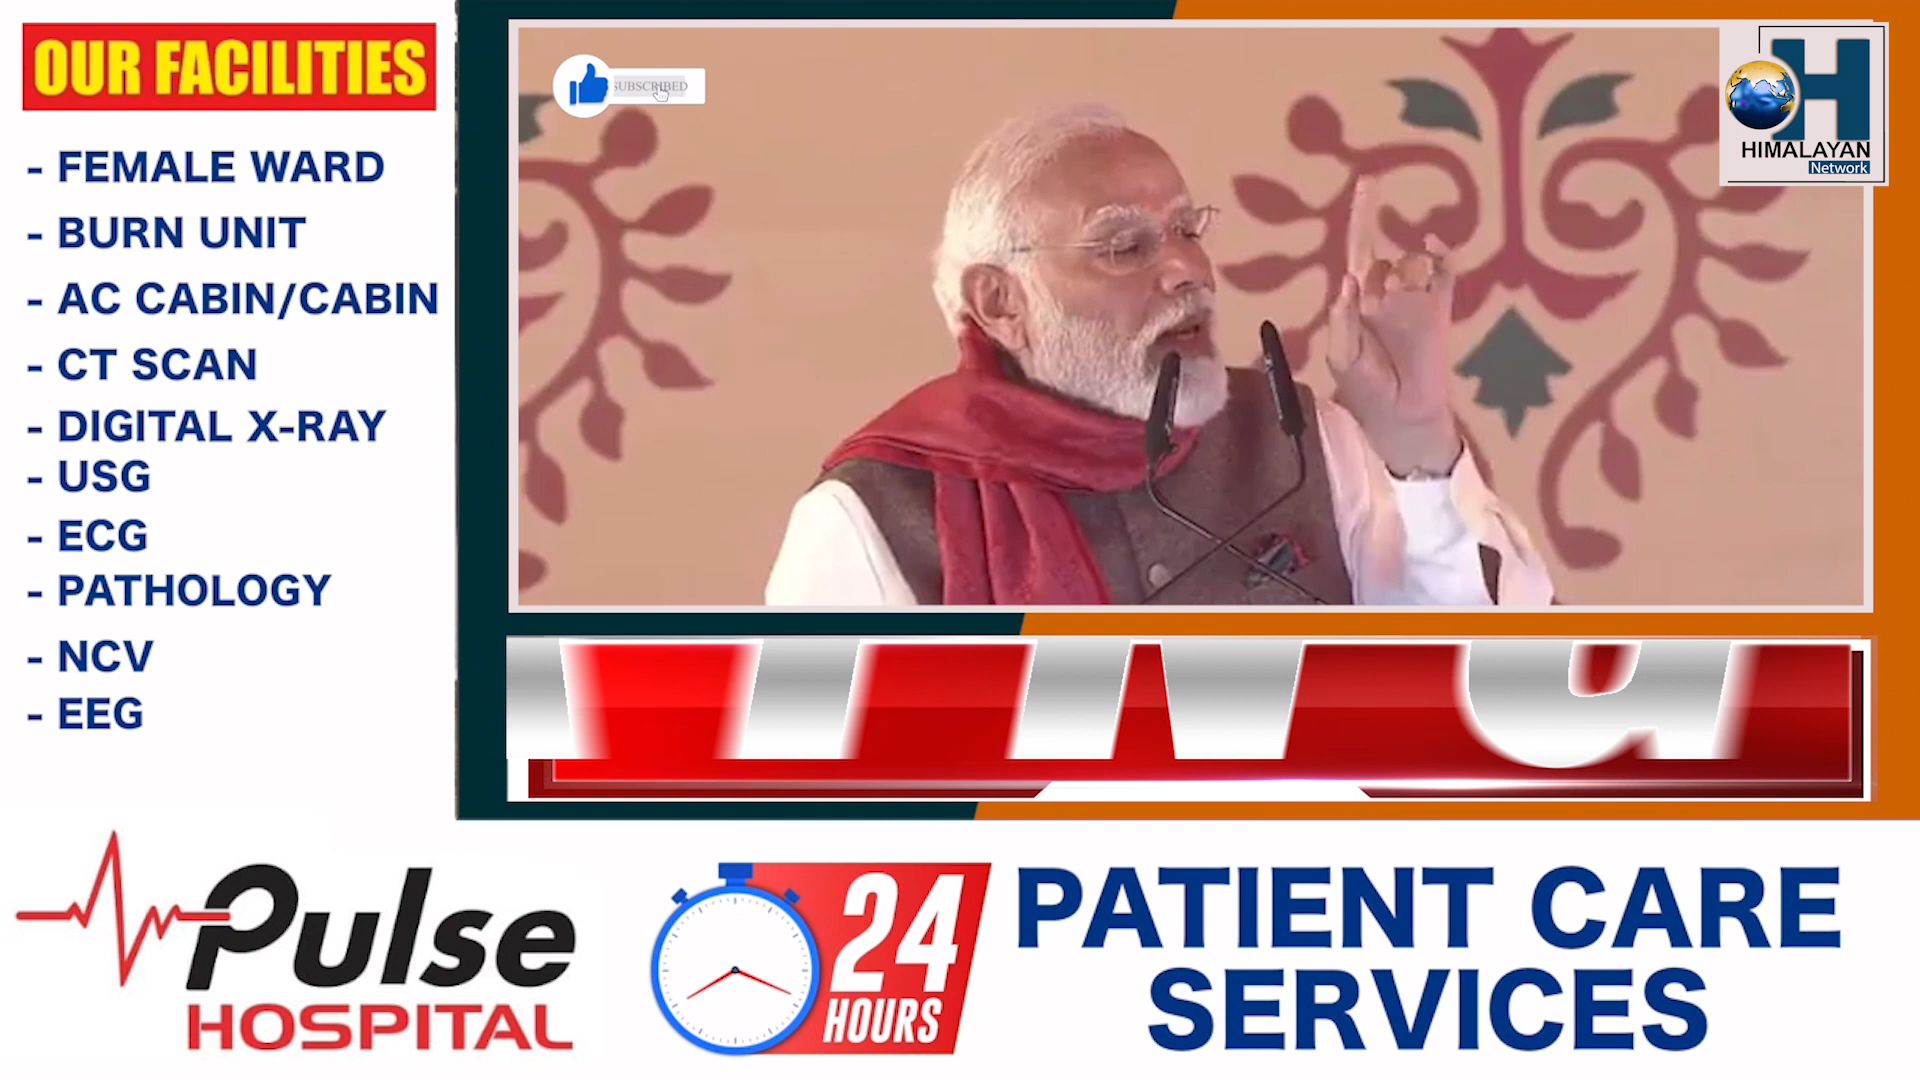 OUR FACILITIES
- FEMALE WARD
- BURN UNIT
- AC CABIN/CABIN
- CT SCAN
- DIGITAL X-RAY
- USG
- ECG
- PATHOLOGY
- NCV
- EEG
SUBSCRIBED
H
HIMALAYAN
Network
Pulse
HOSPITAL
24
HOURS
PATIENT CARE
SERVICES